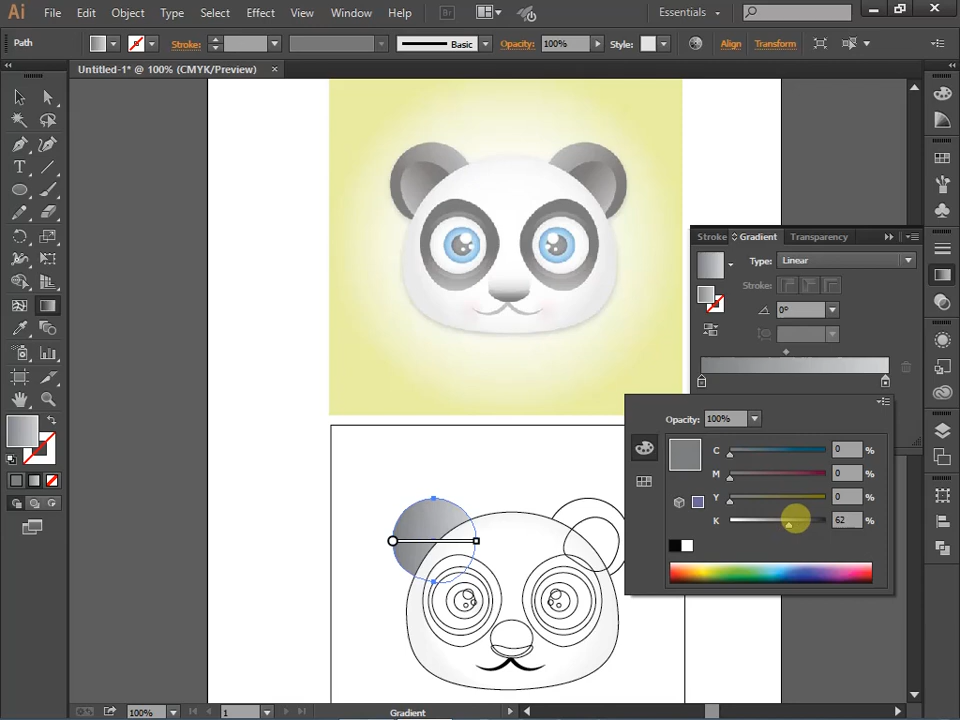 Ai File Edit Object Type Select Effect View Window Help Br Essentials
Path Stroke: Basic Opacity: 100% Style: Align Transform
Untitled-1* @ 100% (CMYK/Preview) ×
T
Stroke Gradient Transparency
Type: Linear
Stroke:
0°
Opacity: 100%
C 0 %
M 0 %
Y 0 %
K 62 %
100% 1 Gradient